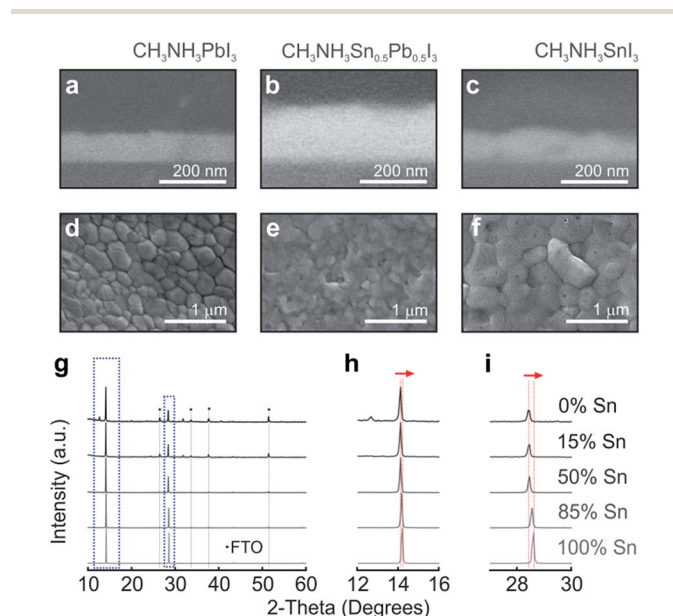 CH₃NH₃PbI₃ CH₃NH₃Sn₀.₅Pb₀.₅I₃ CH₃NH₃SnI₃
a b c
200 nm 200 nm 200 nm
d e f
1 μm 1 μm 1 μm
g h i
0% Sn
15% Sn
50% Sn
85% Sn
100% Sn
Intensity (a.u.)
•FTO
10 20 30 40 50 60 12 14 16 28 30
2-Theta (Degrees)